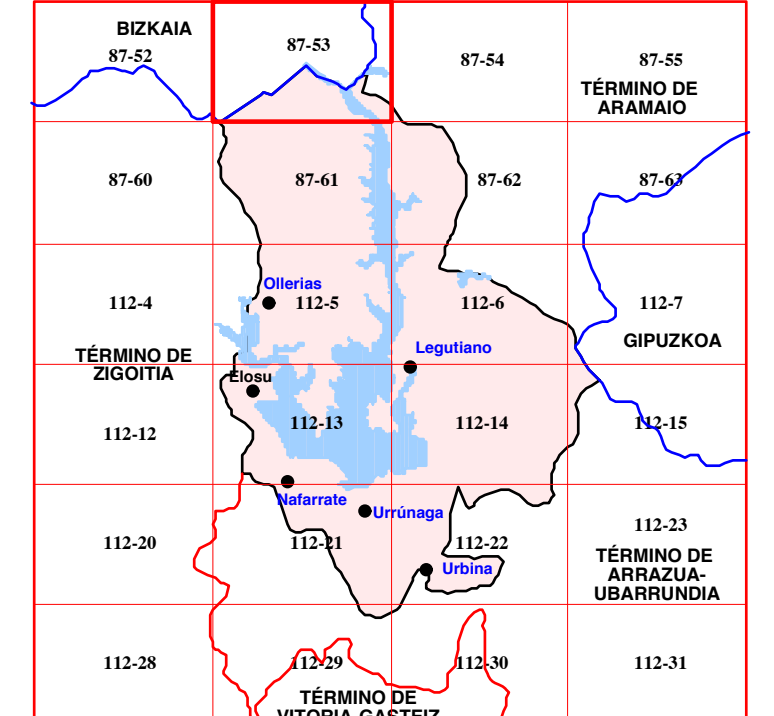 BIZKAIA
87-52
87-53
87-54
87-55
TÉRMINO DE
ARAMAIO
87-60
87-61
87-62
87-63
Ollerias
112-4
112-5
112-6
112-7
GIPUZKOA
Legutiano
TÉRMINO DE
ZIGOITIA
Elosu
112-12
112-13
112-14
112-15
Nafarrate
Urrúnaga
112-20
112-21
112-22
112-23
TÉRMINO DE
ARRAZUA-
UBARRUNDIA
Urbina
112-28
112-29
112-30
112-31
TÉRMINO DE
VITORIA-GASTEIZ